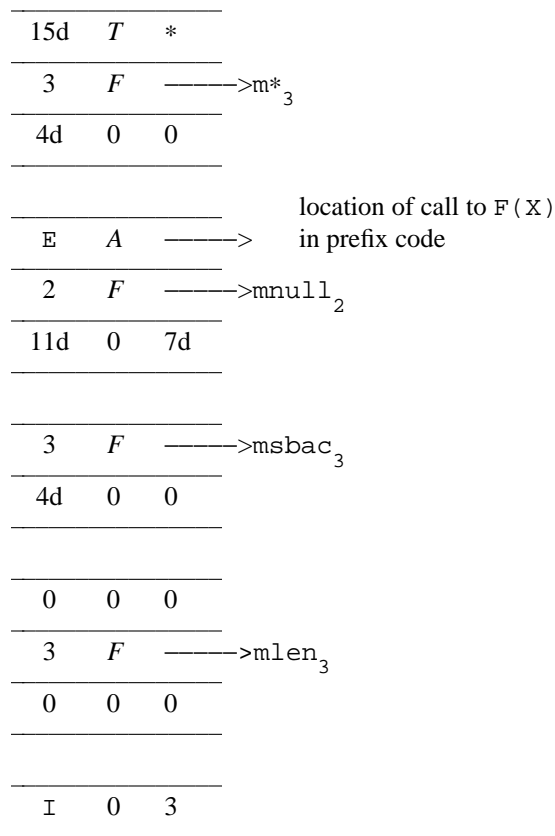 15d T *
3 F ————>m*3
4d 0 0
location of call to F(X)
E A ————> in prefix code
2 F ————>mnull2
11d 0 7d
3 F ————>msbac3
4d 0 0
0 0 0
3 F ————>mlen3
0 0 0
I 0 3